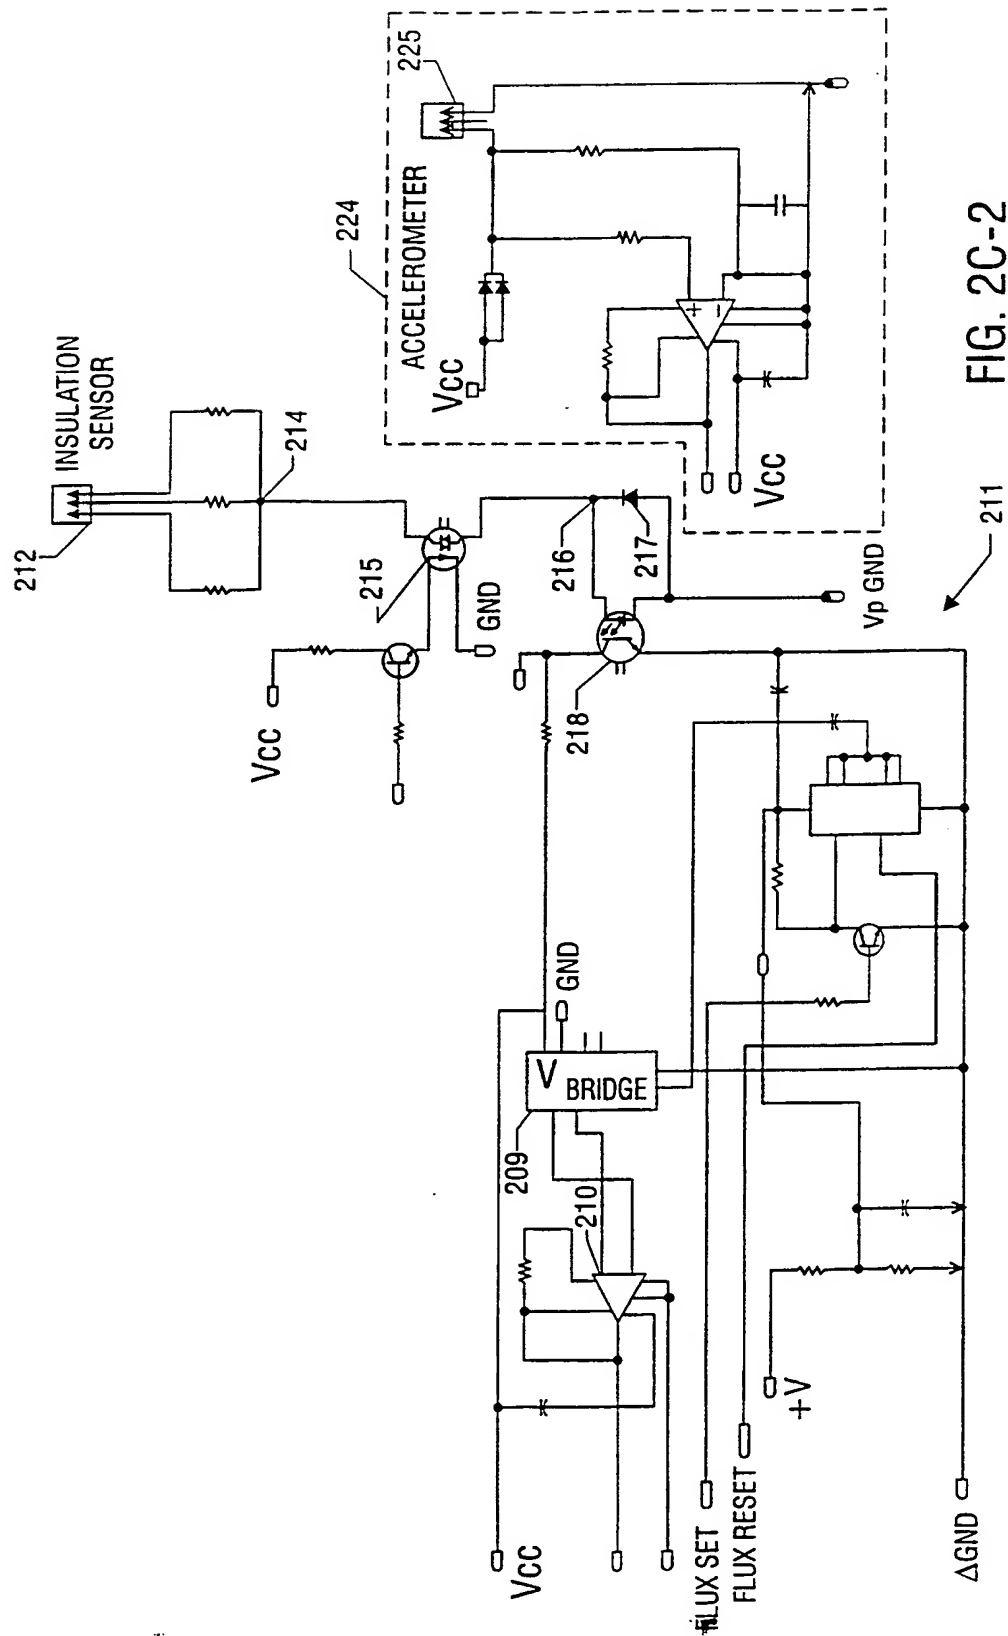 212
INSULATION
SENSOR
214
224
225
ACCELEROMETER
VCC
+
−
VCC
VCC
215
GND
216
217
218
Vp GND
GND
V
BRIDGE
209
210
VCC
FLUX SET
FLUX RESET
+V
ΔGND
211
FIG. 2C-2